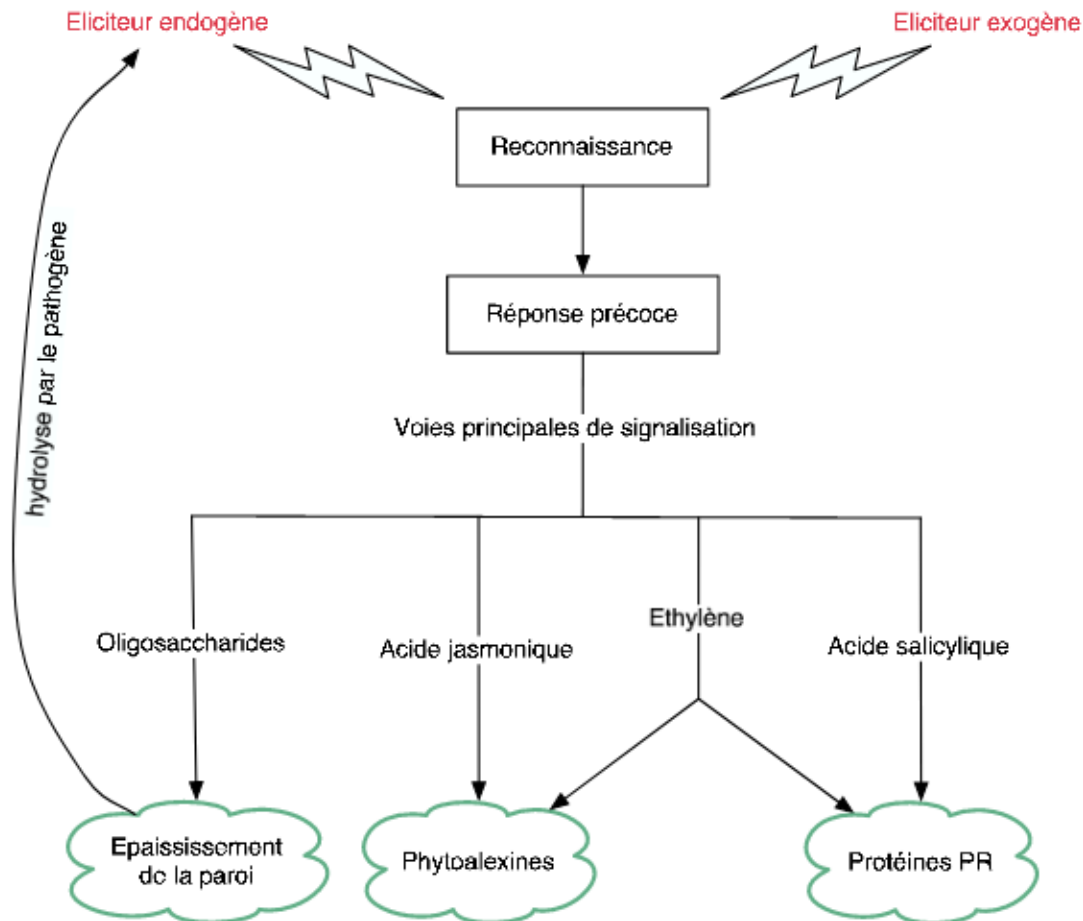 Eliciteur endogène
Eliciteur exogène
Reconnaissance
Réponse précoce
hydrolyse par le pathogène
Voies principales de signalisation
Oligosaccharides
Acide jasmonique
Ethylène
Acide salicylique
Epaississement
de la paroi
Phytoalexines
Protéines PR